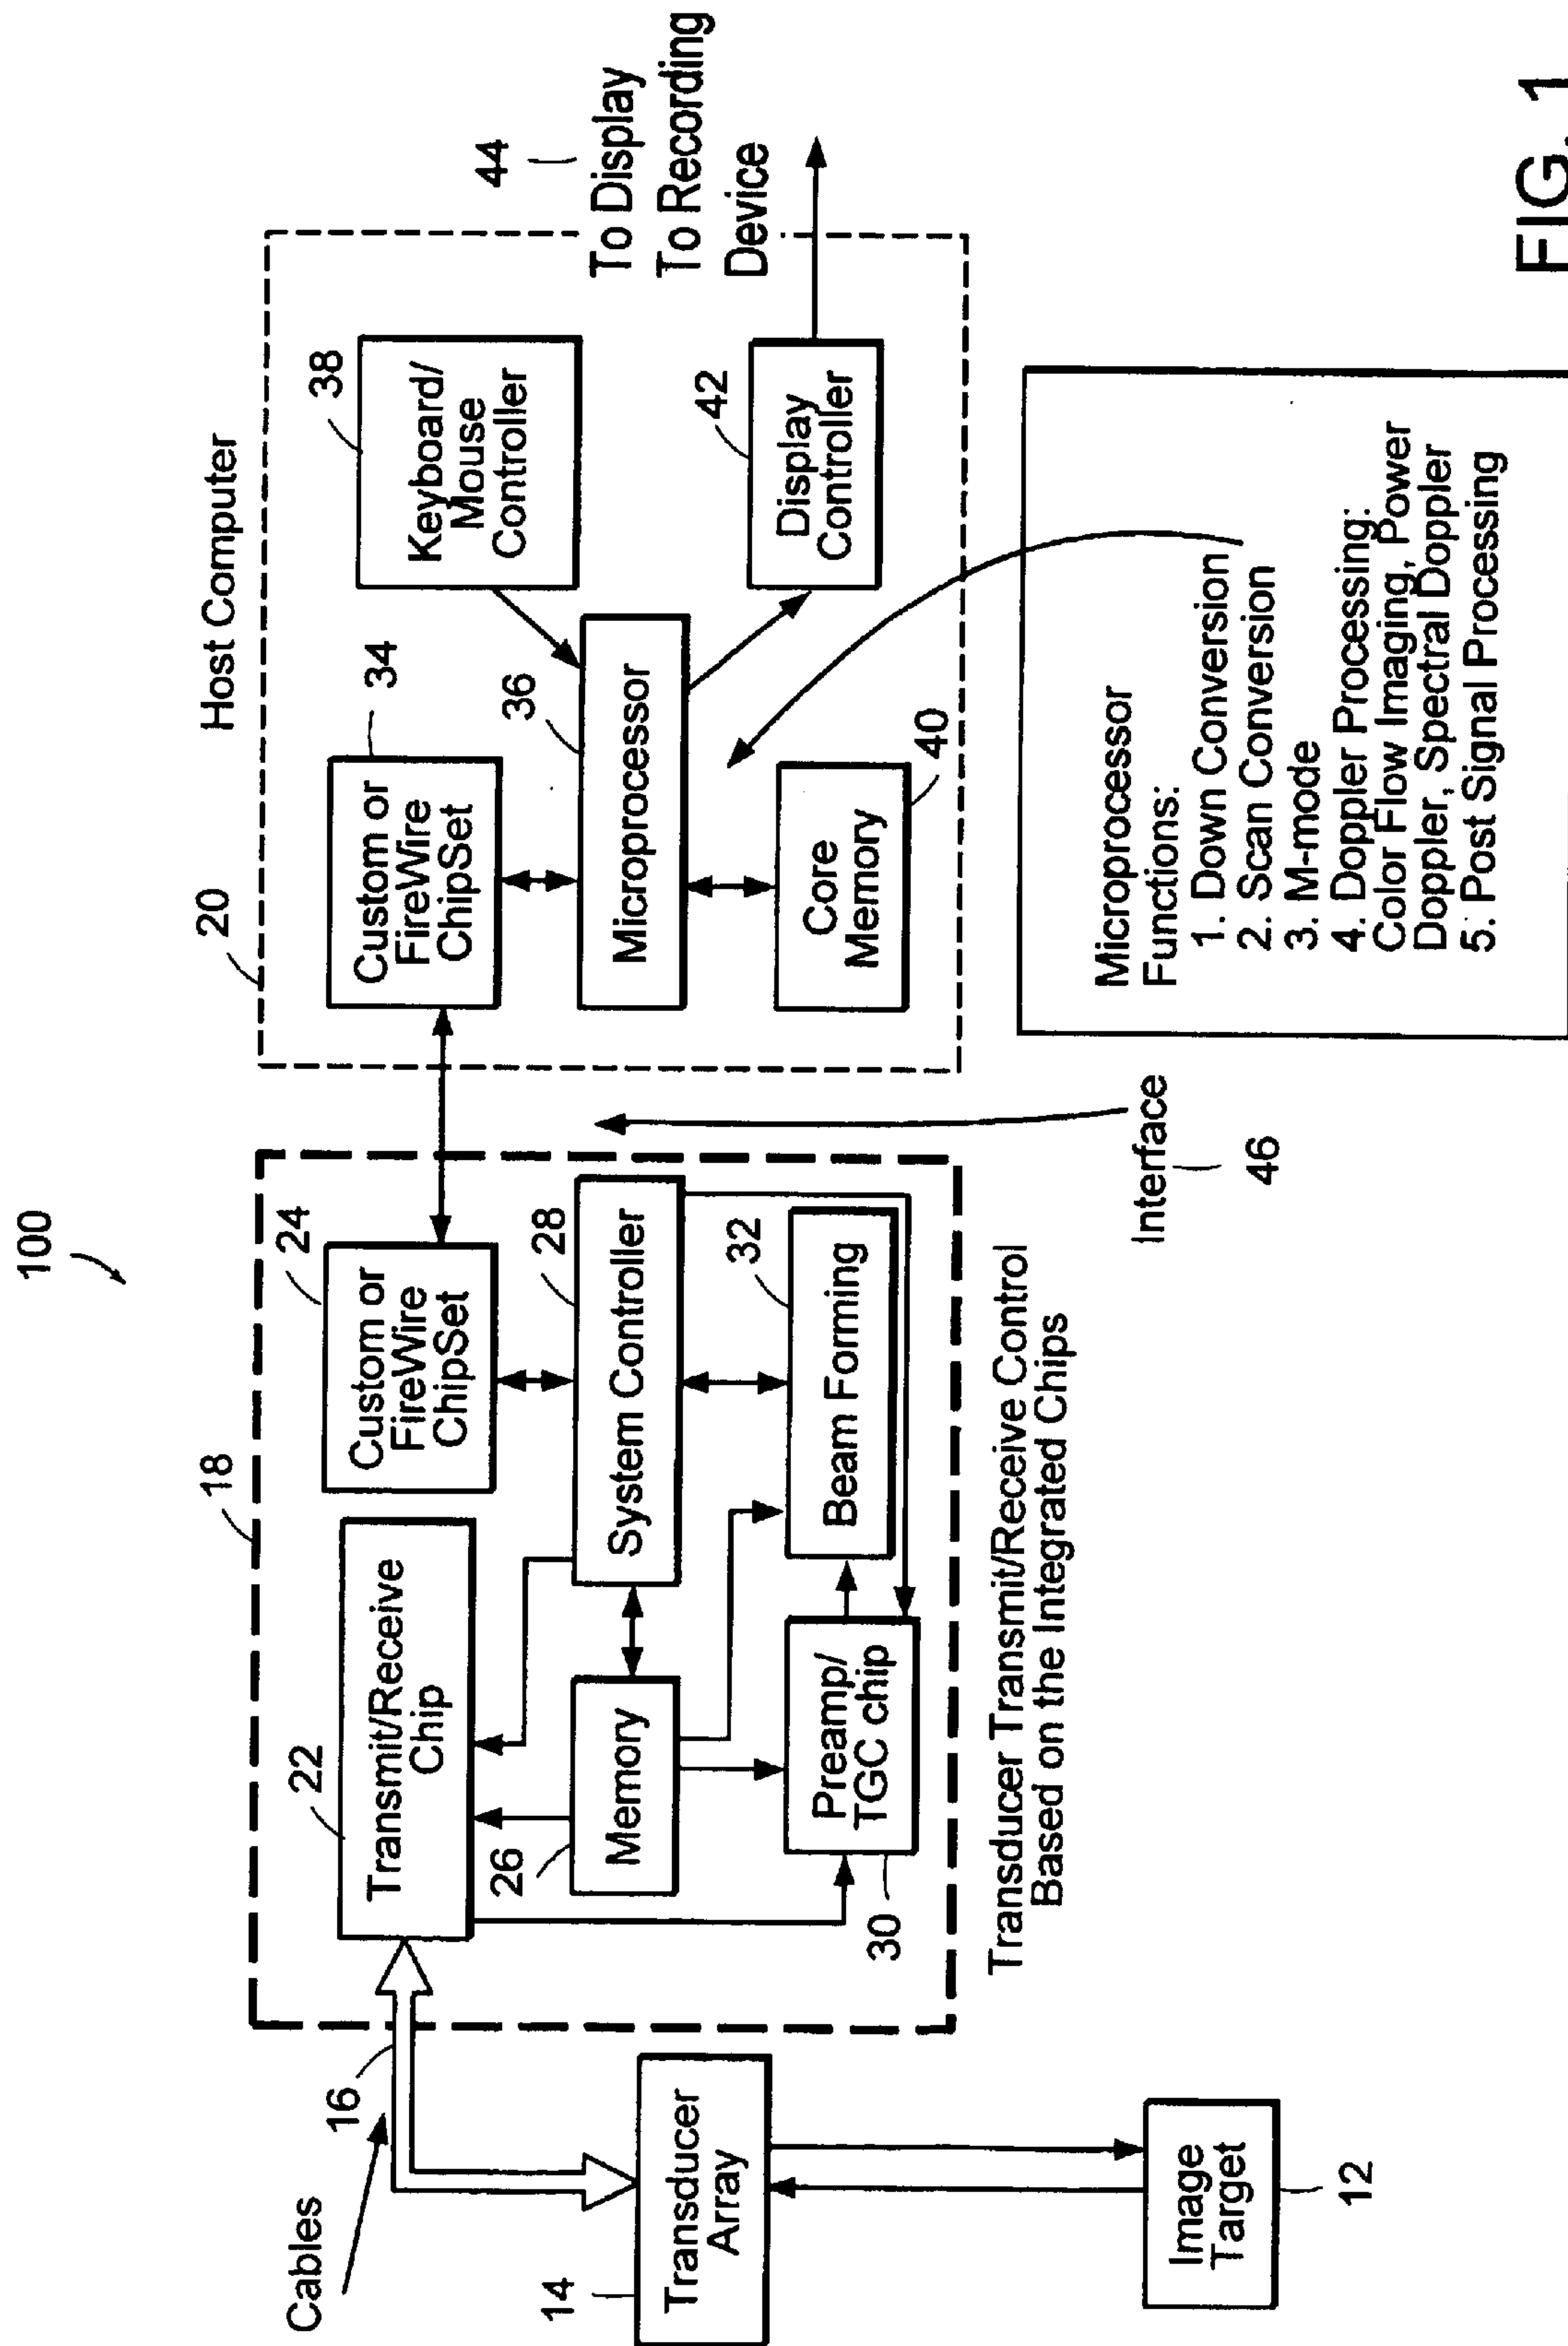 100
Cables
16
14
Transducer
Array
Image
Target
12
18
22
Transmit/Receive
Chip
24
Custom or
FireWire
ChipSet
26
Memory
28
System Controller
30
Preamp/
TGC chip
32
Beam Forming
Transducer Transmit/Receive Control
Based on the Integrated Chips
Interface
46
20
Host Computer
34
Custom or
FireWire
ChipSet
36
Microprocessor
38
Keyboard/
Mouse
Controller
Core
Memory
40
42
Display
Controller
44
To Display
To Recording
Device
Microprocessor
Functions:
1. Down Conversion
2. Scan Conversion
3. M-mode
4. Doppler Processing:
Color Flow Imaging, Power
Doppler, Spectral Doppler
5. Post Signal Processing
FIG. 1